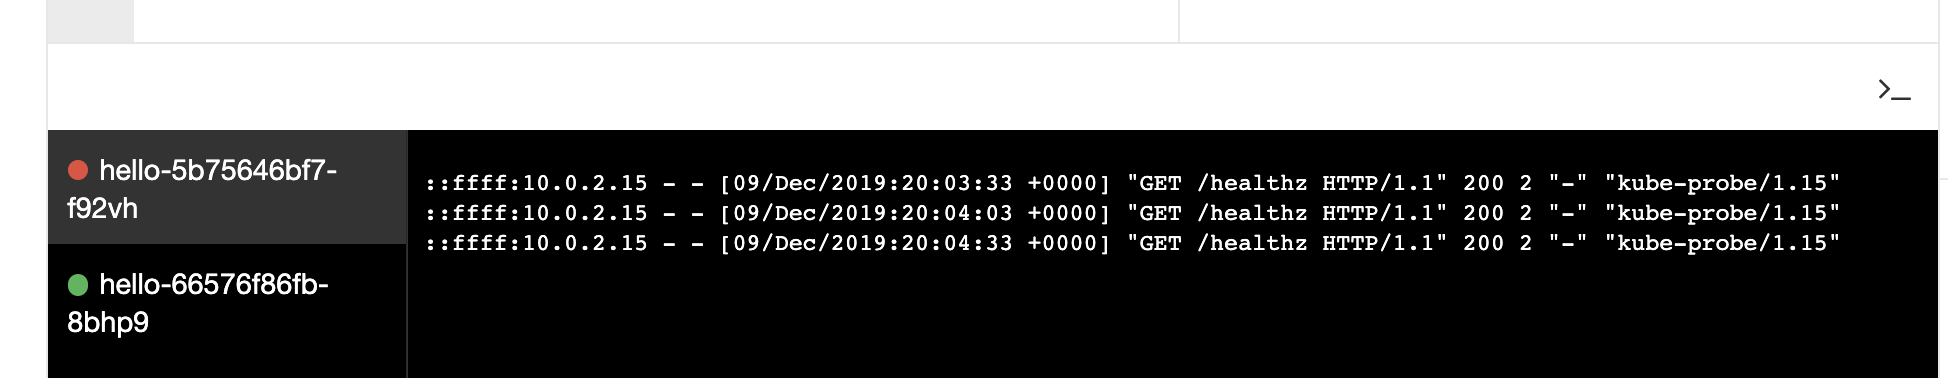 >_
hello-5b75646bf7-
f92vh
hello-66576f86fb-
8bhp9
::ffff:10.0.2.15 - - [09/Dec/2019:20:03:33 +0000] "GET /healthz HTTP/1.1" 200 2 "-" "kube-probe/1.15"
::ffff:10.0.2.15 - - [09/Dec/2019:20:04:03 +0000] "GET /healthz HTTP/1.1" 200 2 "-" "kube-probe/1.15"
::ffff:10.0.2.15 - - [09/Dec/2019:20:04:33 +0000] "GET /healthz HTTP/1.1" 200 2 "-" "kube-probe/1.15"